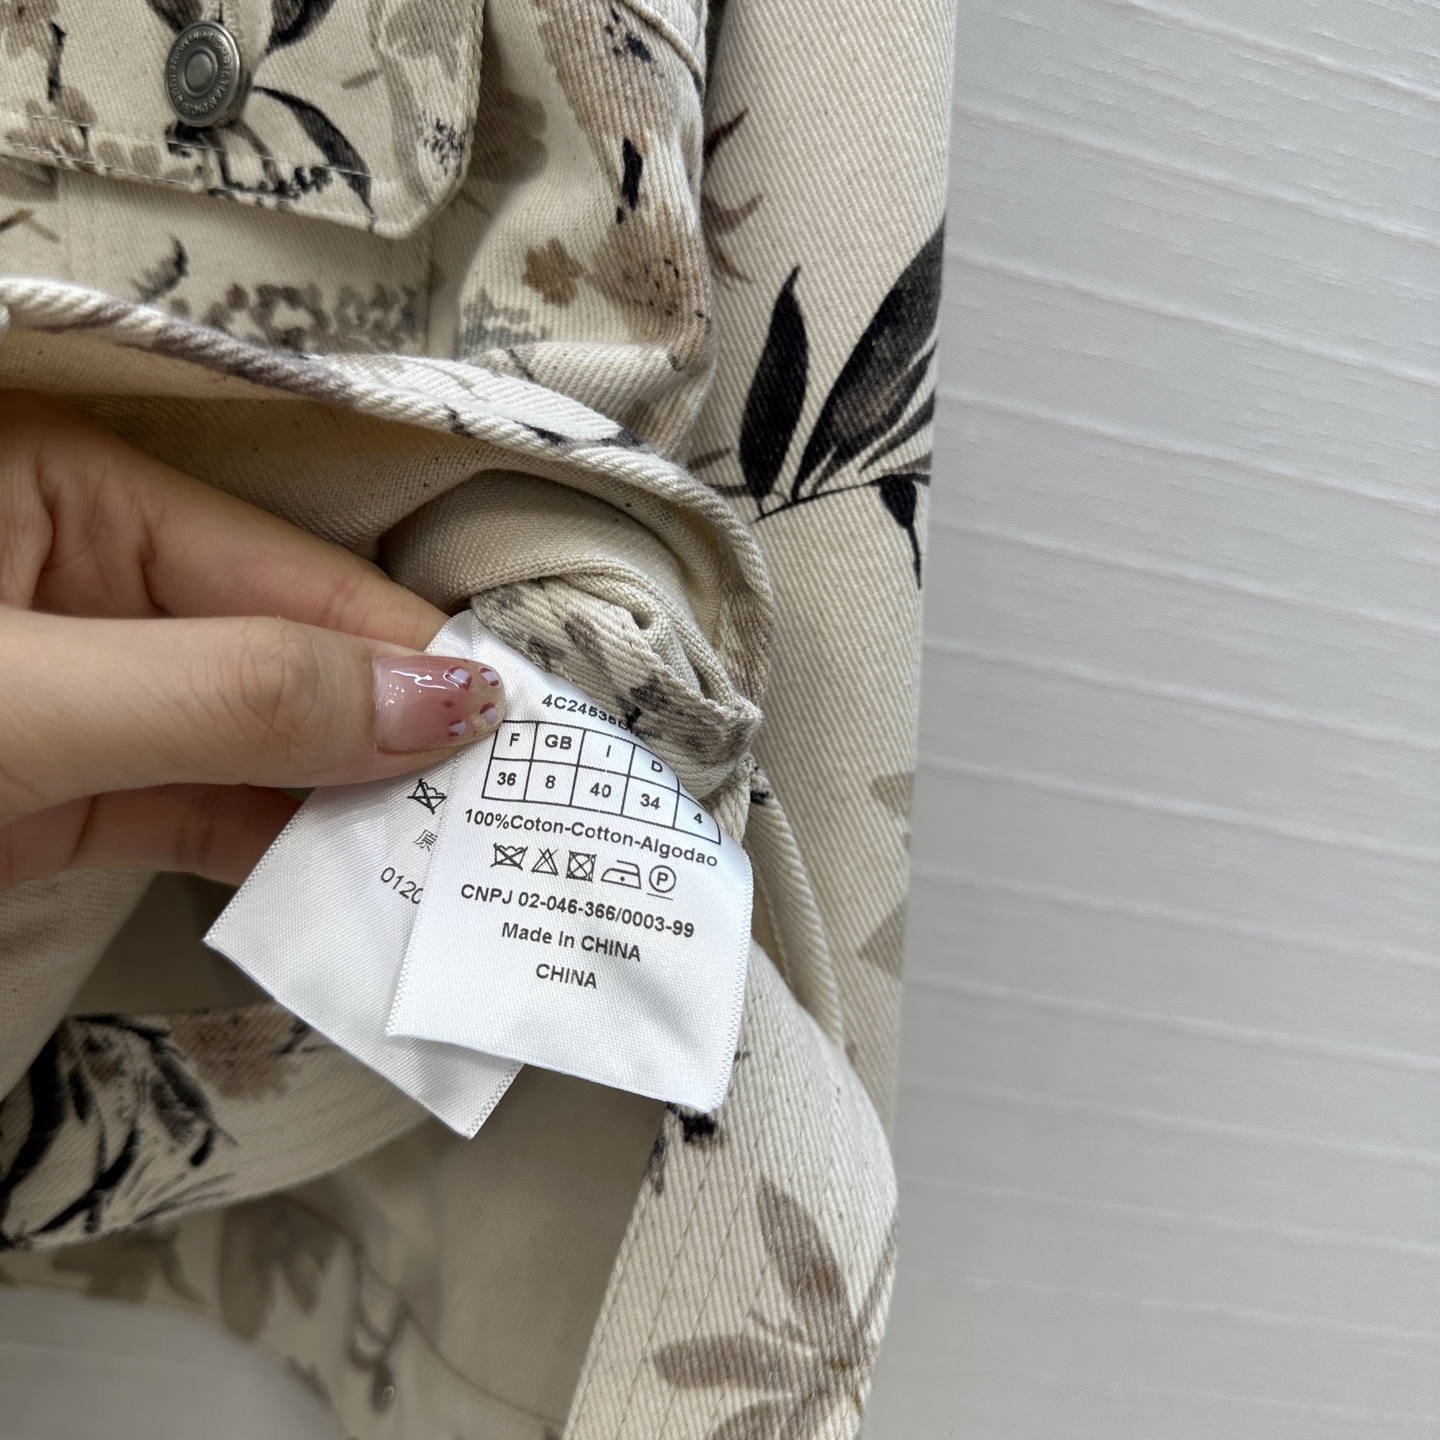 F GB I D
36 8 40 34 4
100%Coton-Cotton-Algodao
P
CNPJ 02-046-366/0003-99
Made In CHINA
CHINA
原
0120